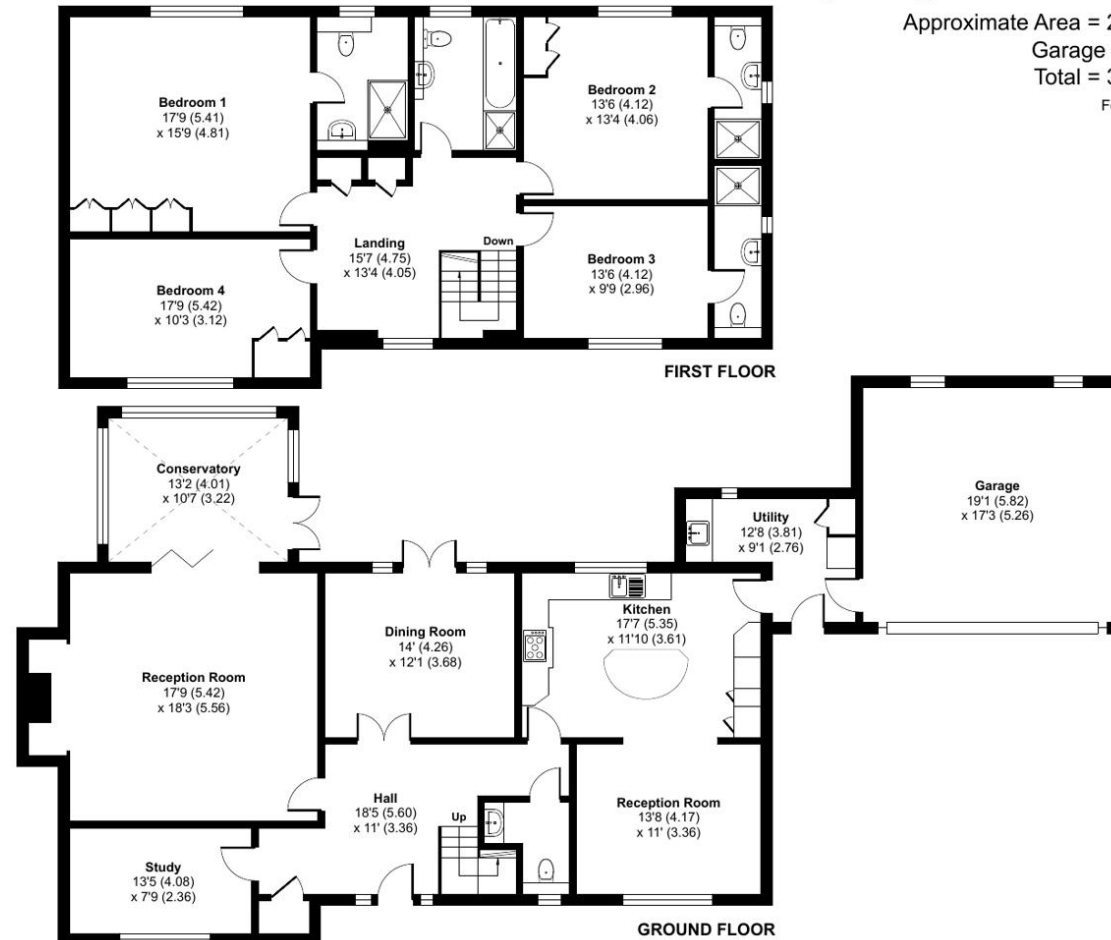 Approximate Area = 2
Garage
Total = 3
Bedroom 1
17'9 (5.41)
x 15'9 (4.81)
Bedroom 2
13'6 (4.12)
x 13'4 (4.06)
Landing
15'7 (4.75)
x 13'4 (4.05)
Down
Bedroom 3
13'6 (4.12)
x 9'9 (2.96)
Bedroom 4
17'9 (5.42)
x 10'3 (3.12)
FIRST FLOOR
Conservatory
13'2 (4.01)
x 10'7 (3.22)
Garage
19'1 (5.82)
x 17'3 (5.26)
Utility
12'8 (3.81)
x 9'1 (2.76)
Kitchen
17'7 (5.35)
x 11'10 (3.61)
Dining Room
14' (4.26)
x 12'1 (3.68)
Reception Room
17'9 (5.42)
x 18'3 (5.56)
Hall
18'5 (5.60)
x 11' (3.36)
Up
Reception Room
13'8 (4.17)
x 11' (3.36)
Study
13'5 (4.08)
x 7'9 (2.36)
GROUND FLOOR